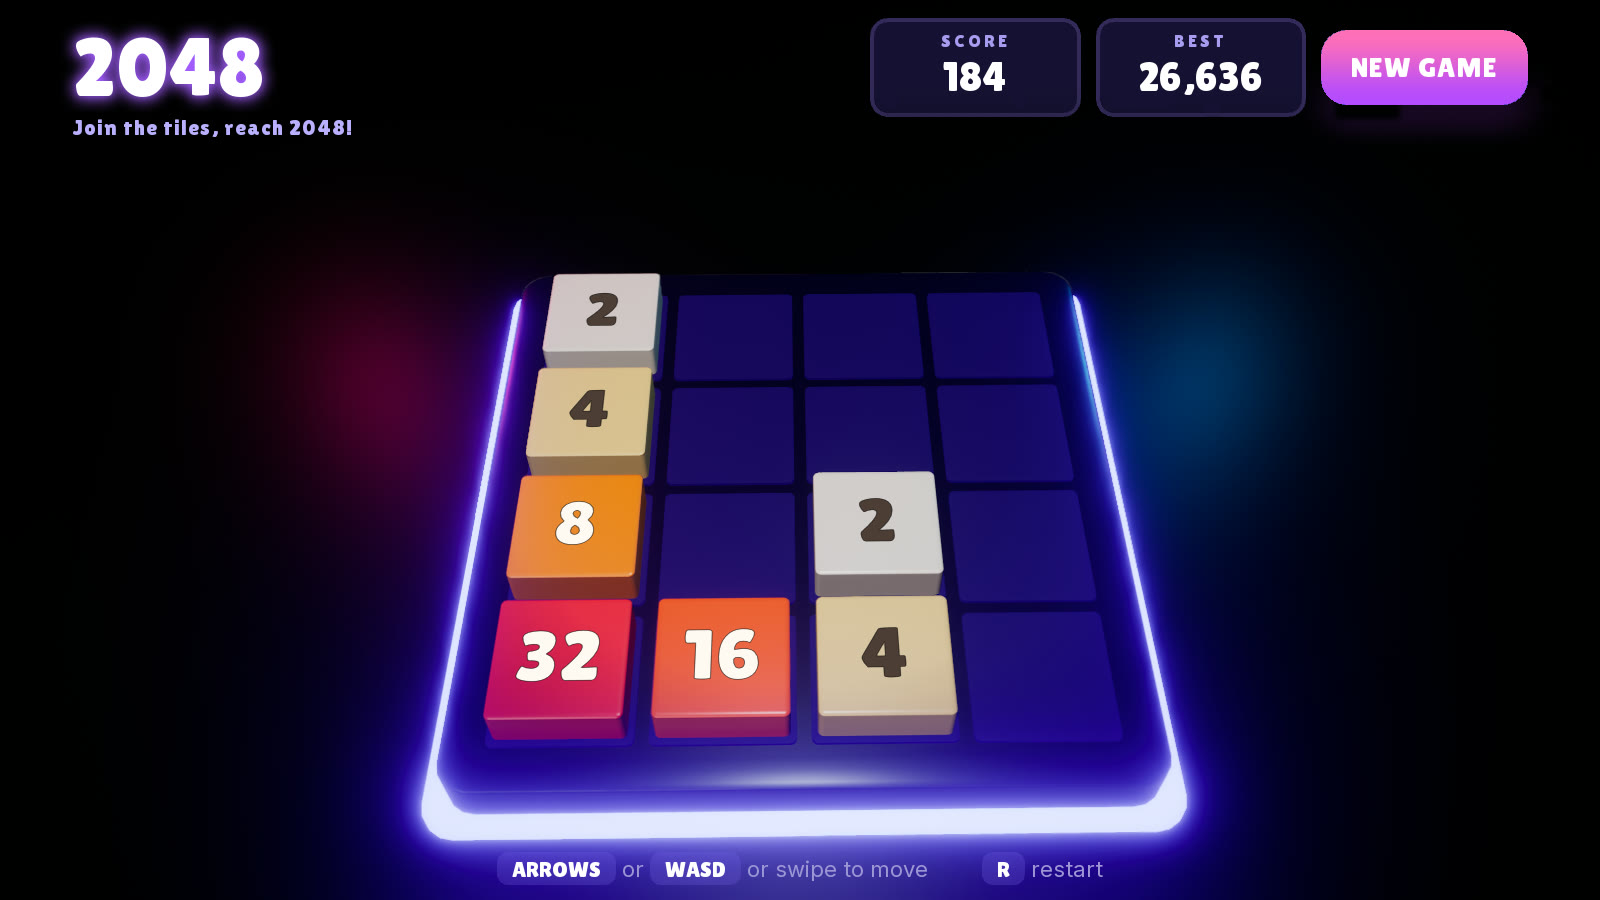 2048
Join the tiles, reach 2048!
SCORE
184
BEST
26,636
NEW GAME
2
4
8 2
32 16 4
ARROWS or WASD or swipe to move R restart